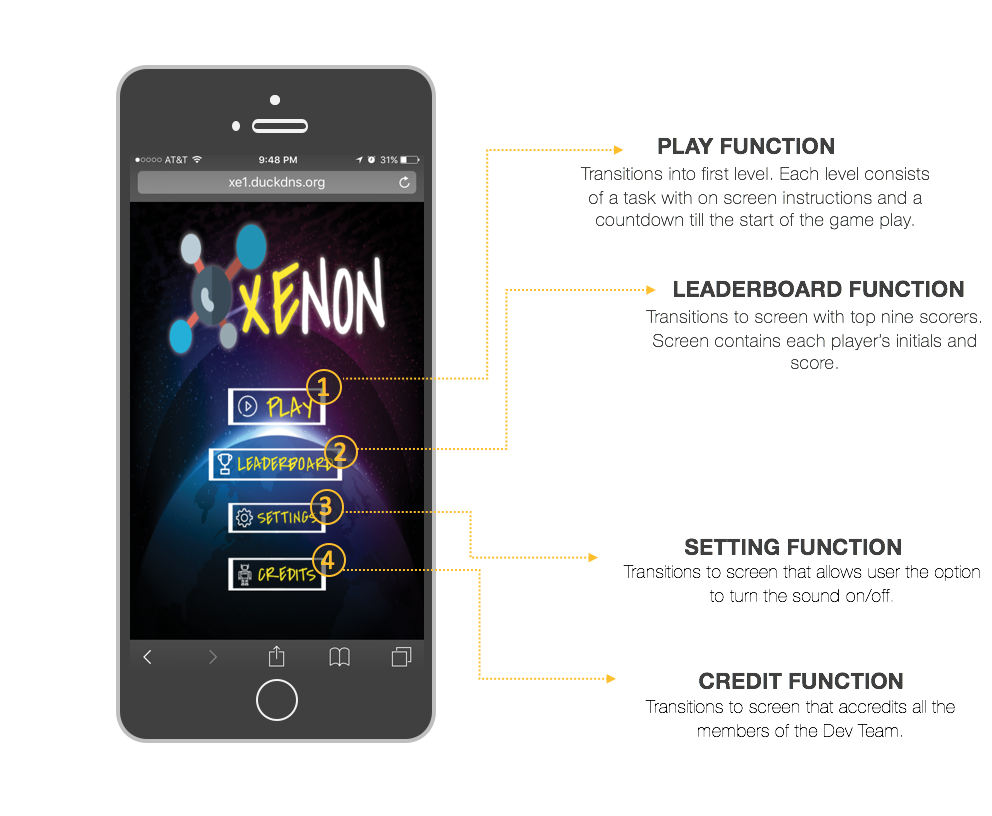 AT&T 9:48 PM 31%
xe1.duckdns.org
XENON
1
PLAY
2
LEADERBOARD
3
SETTINGS
4
CREDITS
PLAY FUNCTION
Transitions into first level. Each level consists
of a task with on screen instructions and a
countdown till the start of the game play.
LEADERBOARD FUNCTION
Transitions to screen with top nine scorers.
Screen contains each player's initials and
score.
SETTING FUNCTION
Transitions to screen that allows user the option
to turn the sound on/off.
CREDIT FUNCTION
Transitions to screen that accredits all the
members of the Dev Team.